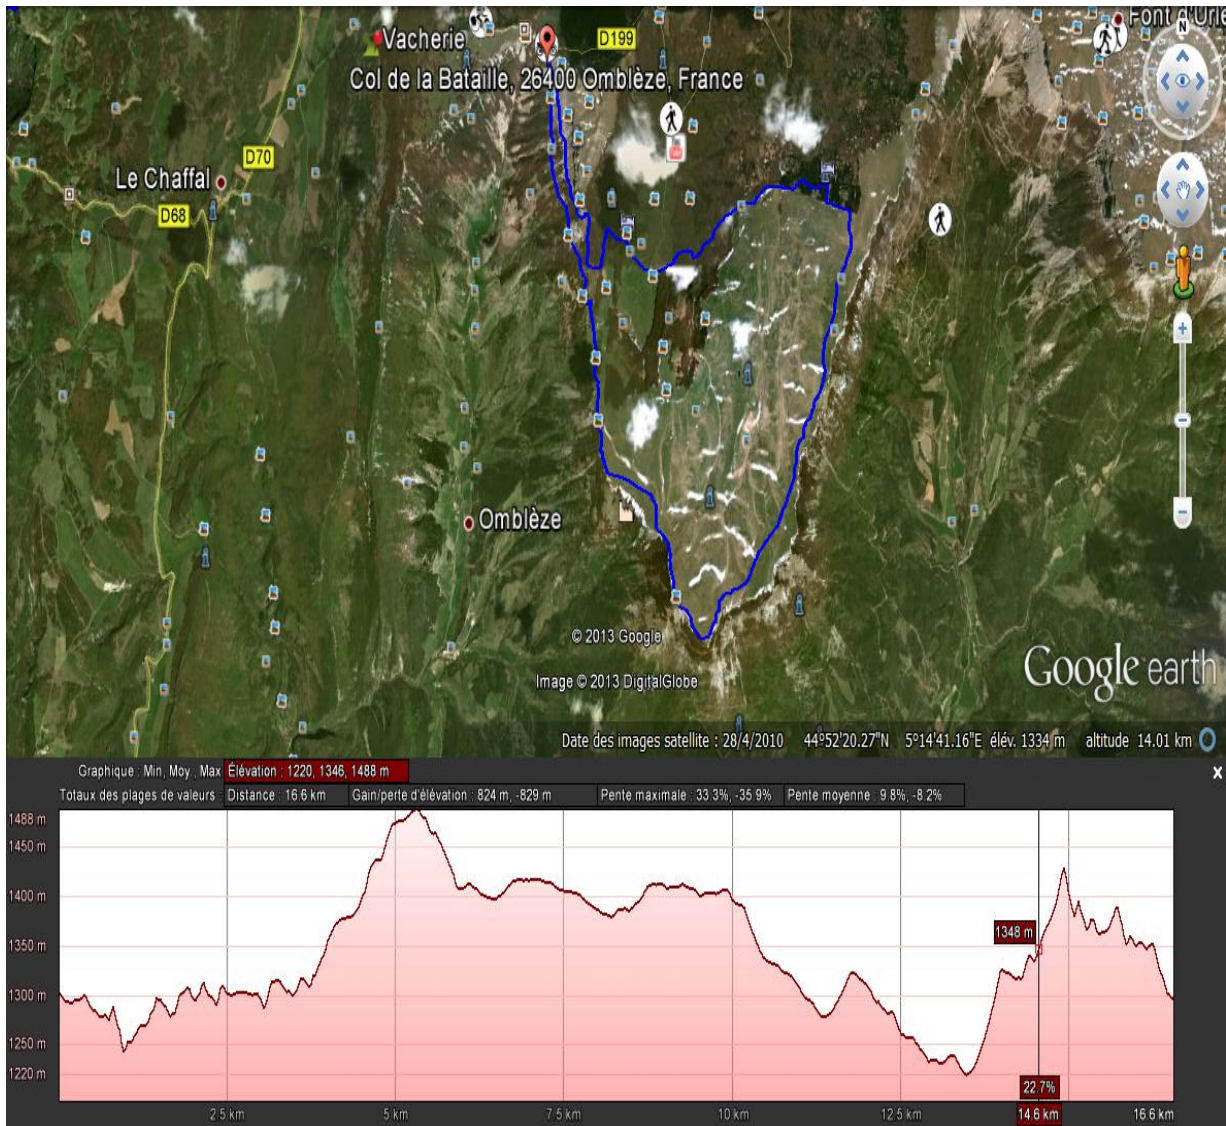 Font d'Urla
N
Vacherie
D199
Col de la Bataille, 26400 Omblèze, France
D70
Le Chaffal
D68
Omblèze
© 2013 Google
Image © 2013 DigitalGlobe
Google earth
Date des images satellite : 28/4/2010 44°52'20.27"N 5°14'41.16"E élév. 1334 m altitude 14.01 km
Graphique : Min, Moy., Max Élévation : 1220, 1346, 1488 m x
Totaux des plages de valeurs : Distance : 16.6 km Gain/perte d'élévation : 824 m, -829 m Pente maximale : 33.3%, -35.9% Pente moyenne : 9.8%, -8.2%
1488 m
1450 m
1400 m
1350 m
1348 m
1300 m
1250 m
1220 m
22.7%
2.5 km 5 km 7.5 km 10 km 12.5 km 14.6 km 16.6 km